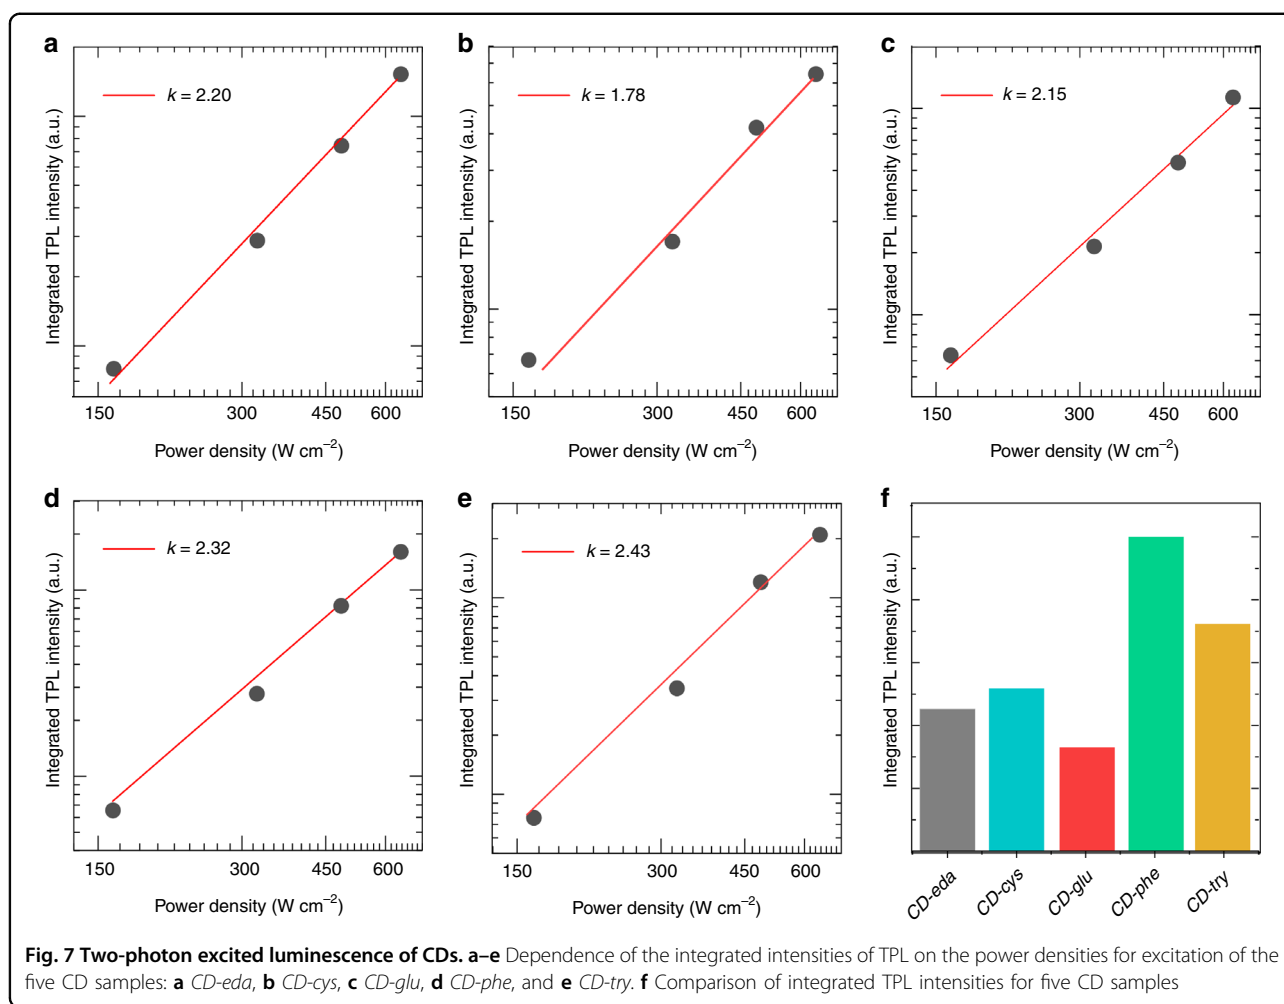 a
k = 2.20
Integrated TPL intensity (a.u.)
150 300 450 600
Power density (W cm⁻²)
b
k = 1.78
Integrated TPL intensity (a.u.)
150 300 450 600
Power density (W cm⁻²)
c
k = 2.15
Integrated TPL intensity (a.u.)
150 300 450 600
Power density (W cm⁻²)
d
k = 2.32
Integrated TPL intensity (a.u.)
150 300 450 600
Power density (W cm⁻²)
e
k = 2.43
Integrated TPL intensity (a.u.)
150 300 450 600
Power density (W cm⁻²)
f
Integrated TPL intensity (a.u.)
CD-eda
CD-cys
CD-glu
CD-phe
CD-try
Fig. 7 Two-photon excited luminescence of CDs. a–e Dependence of the integrated intensities of TPL on the power densities for excitation of the
five CD samples: a CD-eda, b CD-cys, c CD-glu, d CD-phe, and e CD-try. f Comparison of integrated TPL intensities for five CD samples